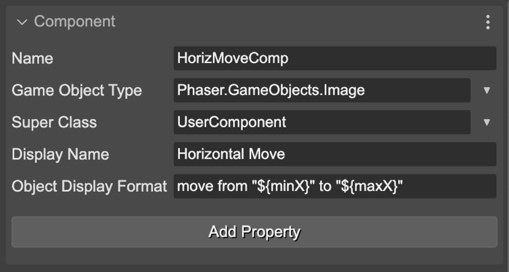 Component
Name HorizMoveComp
Game Object Type Phaser.GameObjects.Image
Super Class UserComponent
Display Name Horizontal Move
Object Display Format move from "${minX}" to "${maxX}"
Add Property